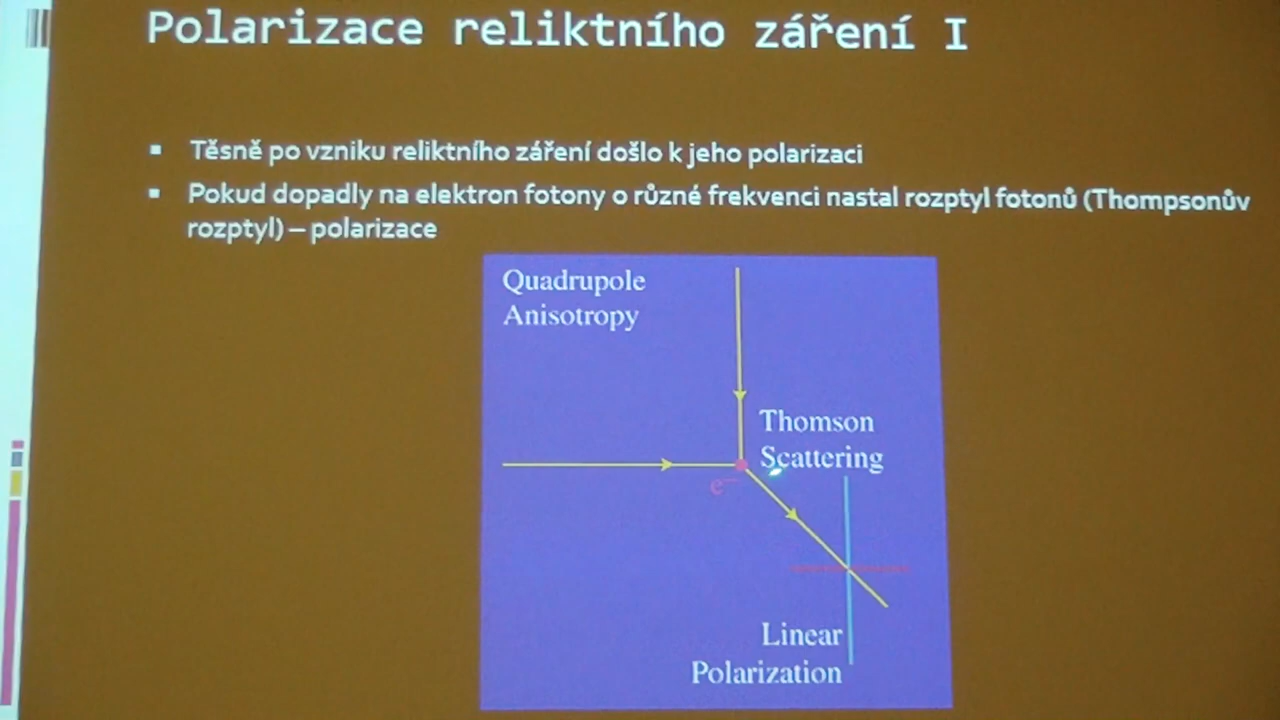 Polarizace reliktního záření I
Těsně po vzniku reliktního záření došlo k jeho polarizaci
Pokud dopadly na elektron fotony o různé frekvenci nastal rozptyl fotonů (Thompsonův
rozptyl) – polarizace
Quadrupole
Anisotropy
Thomson
Scattering
e–
Linear
Polarization